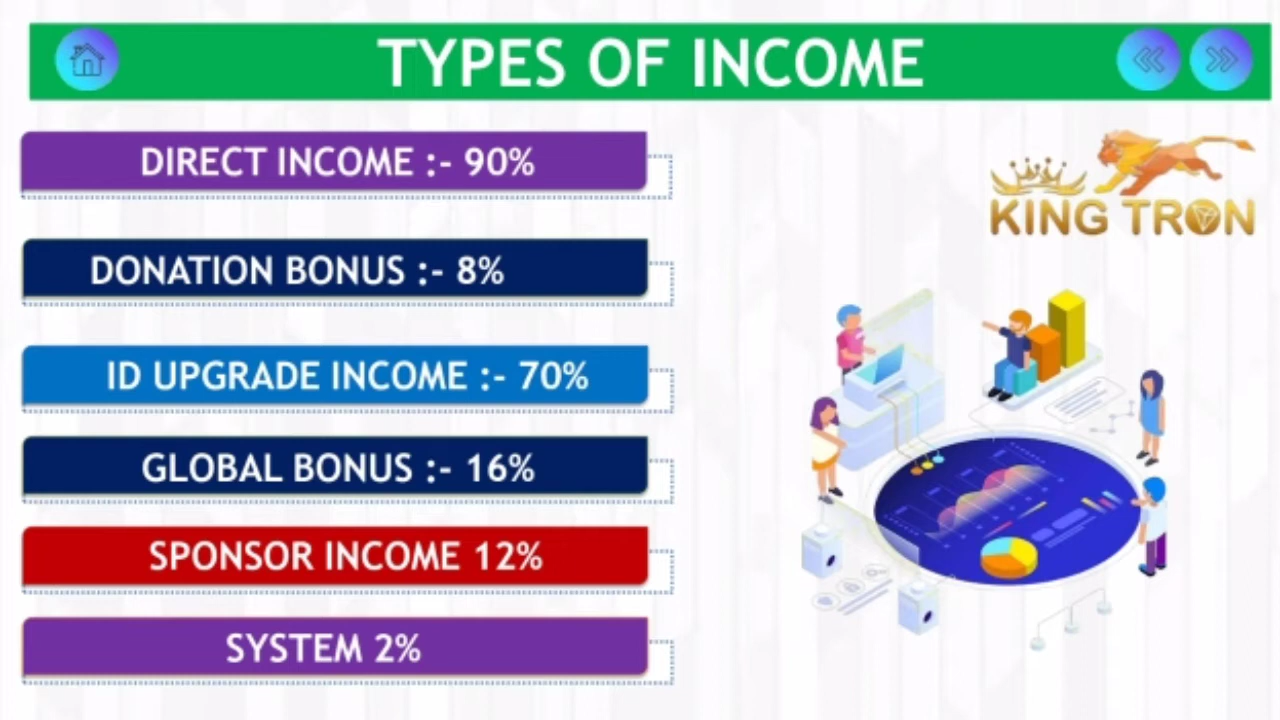 TYPES OF INCOME
DIRECT INCOME :- 90%
KING TRON
DONATION BONUS :- 8%
ID UPGRADE INCOME :- 70%
GLOBAL BONUS :- 16%
SPONSOR INCOME 12%
SYSTEM 2%